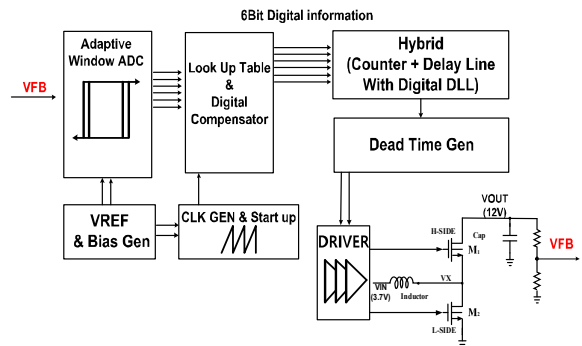 6Bit Digital information
Adaptive
Window ADC
VFB
Look Up Table
&
Digital
Compensator
Hybrid
(Counter + Delay Line
With Digital DLL)
Dead Time Gen
VREF
& Bias Gen
CLK GEN & Start up
DRIVER
H-SIDE
M1
VOUT
(12V)
Cap
VFB
VIN
(3.7V)
Inductor
VX
M2
L-SIDE